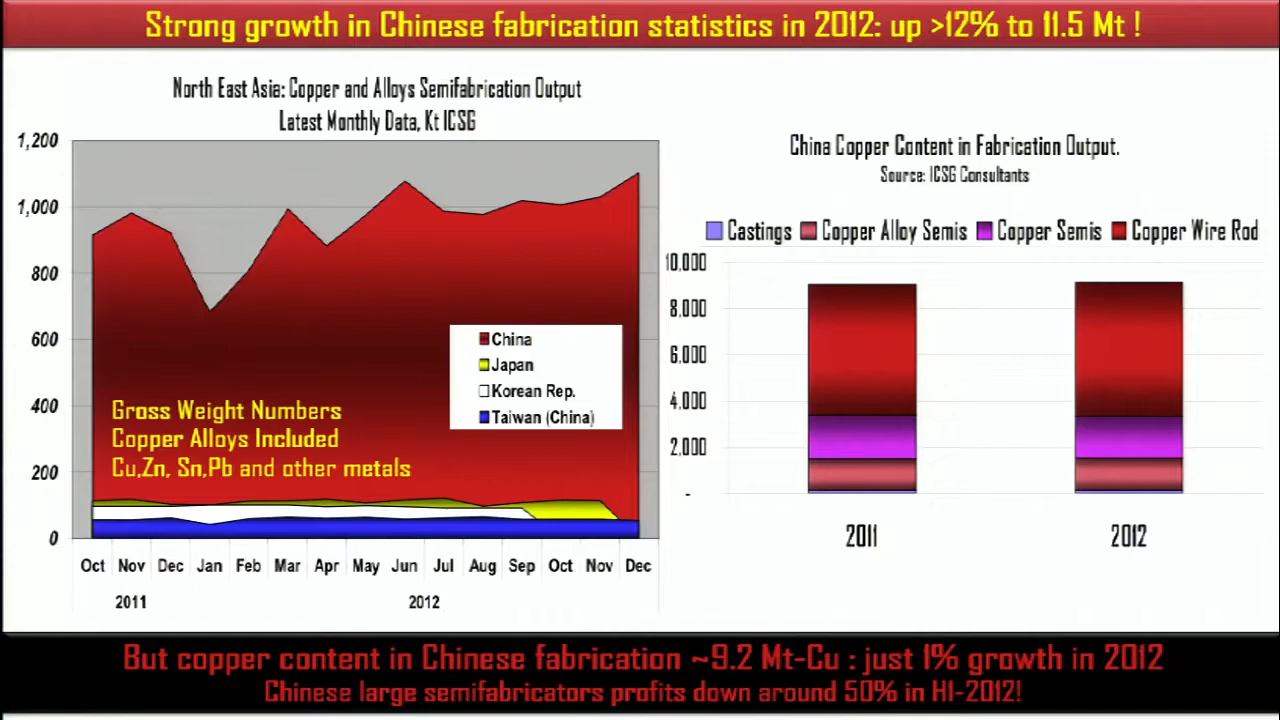 Strong growth in Chinese fabrication statistics in 2012: up >12% to 11.5 Mt !
North East Asia: Copper and Alloys Semifabrication Output
Latest Monthly Data, Kt ICSG
1,200
1,000
800
600
400
200
0
China
Japan
Korean Rep.
Taiwan (China)
Gross Weight Numbers
Copper Alloys Included
Cu,Zn, Sn,Pb and other metals
Oct Nov Dec Jan Feb Mar Apr May Jun Jul Aug Sep Oct Nov Dec
2011 2012
China Copper Content in Fabrication Output.
Source: ICSG Consultants
Castings Copper Alloy Semis Copper Semis Copper Wire Rod
10,000
8,000
6,000
4,000
2,000
-
2011 2012
But copper content in Chinese fabrication ~9.2 Mt-Cu : just 1% growth in 2012
Chinese large semifabricators profits down around 50% in H1-2012!